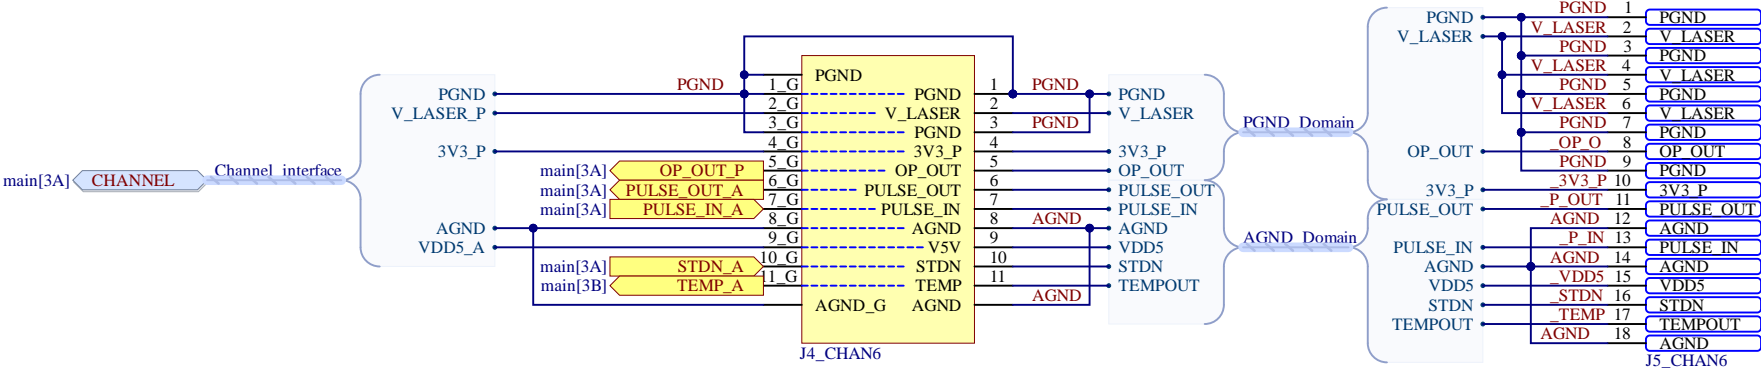 main[3A] CHANNEL
Channel_interface
PGND
V_LASER_P
3V3_P
AGND
VDD5_A
PGND
main[3A] OP_OUT_P
main[3A] PULSE_OUT_A
main[3A] PULSE_IN_A
main[3A] STDN_A
main[3B] TEMP_A
1_G
2_G
3_G
4_G
5_G
6_G
7_G
8_G
9_G
10_G
11_G
PGND
PGND
V_LASER
PGND
3V3_P
OP_OUT
PULSE_OUT
PULSE_IN
AGND
V5V
STDN
TEMP
AGND_G AGND
J4_CHAN6
1 PGND
2
3 PGND
4
5
6
7
8 AGND
9
10
11
AGND
PGND
V_LASER
3V3_P
OP_OUT
PULSE_OUT
PULSE_IN
AGND
VDD5
STDN
TEMPOUT
PGND_Domain
AGND_Domain
PGND
V_LASER
OP_OUT
3V3_P
PULSE_OUT
PULSE_IN
AGND
VDD5
STDN
TEMPOUT
PGND 1 PGND
V_LASER 2 V_LASER
PGND 3 PGND
V_LASER 4 V_LASER
PGND 5 PGND
V_LASER 6 V_LASER
PGND 7 PGND
_OP_O 8 OP_OUT
PGND 9 PGND
_3V3_P 10 3V3_P
_P_OUT 11 PULSE_OUT
AGND 12 AGND
_P_IN 13 PULSE_IN
AGND 14 AGND
_VDD5 15 VDD5
_STDN 16 STDN
_TEMP 17 TEMPOUT
AGND 18 AGND
J5_CHAN6